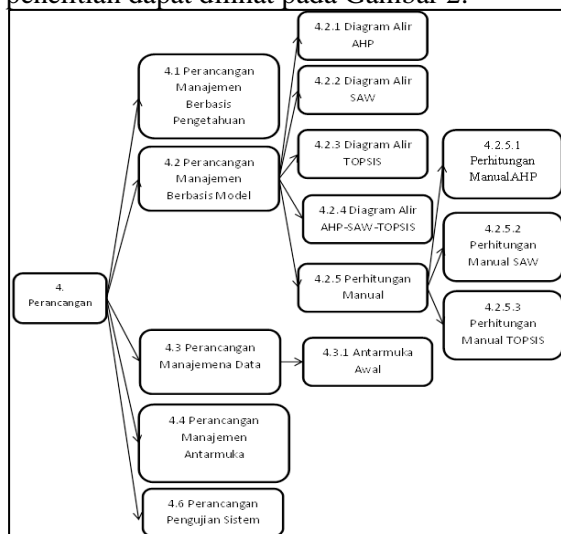 penelitian dapat dilihat pada Gambar 2.
4.2.1 Diagram Alir
AHP
4.1 Perancangan
Manajemen
Berbasis
Pengetahuan
4.2.2 Diagram Alir
SAW
4.2.3 Diagram Alir
TOPSIS
4.2.5.1
Perhitungan
Manual AHP
4.2 Perancangan
Manajemen
Berbasis Model
4.2.4 Diagram Alir
AHP-SAW-TOPSIS
4.2.5.2
Perhitungan
Manual SAW
4.2.5 Perhitungan
Manual
4.
Perancangan
4.2.5.3
Perhitungan
Manual TOPSIS
4.3 Perancangan
Manajemena Data
4.3.1 Antarmuka
Awal
4.4 Perancangan
Manajemen
Antarmuka
4.6 Perancangan
Pengujian Sistem